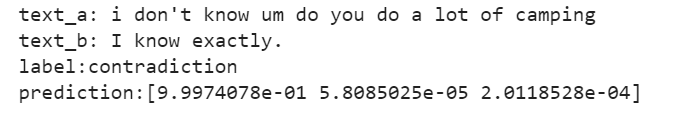 text_a: i don't know um do you do a lot of camping
text_b: I know exactly.
label:contradiction
prediction:[9.9974078e-01 5.8085025e-05 2.0118528e-04]